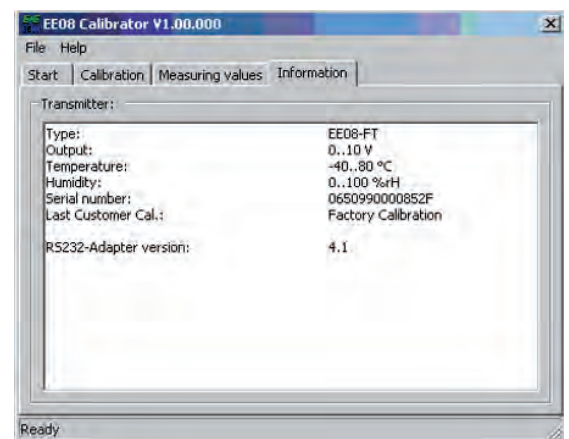 EE08 Calibrator V1.00.000
File Help
Start Calibration Measuring values Information
Transmitter:
Type: EE08-FT
Output: 0..10 V
Temperature: -40..80 °C
Humidity: 0..100 %rH
Serial number: 0650990000852F
Last Customer Cal.: Factory Calibration
RS232-Adapter version: 4.1
Ready